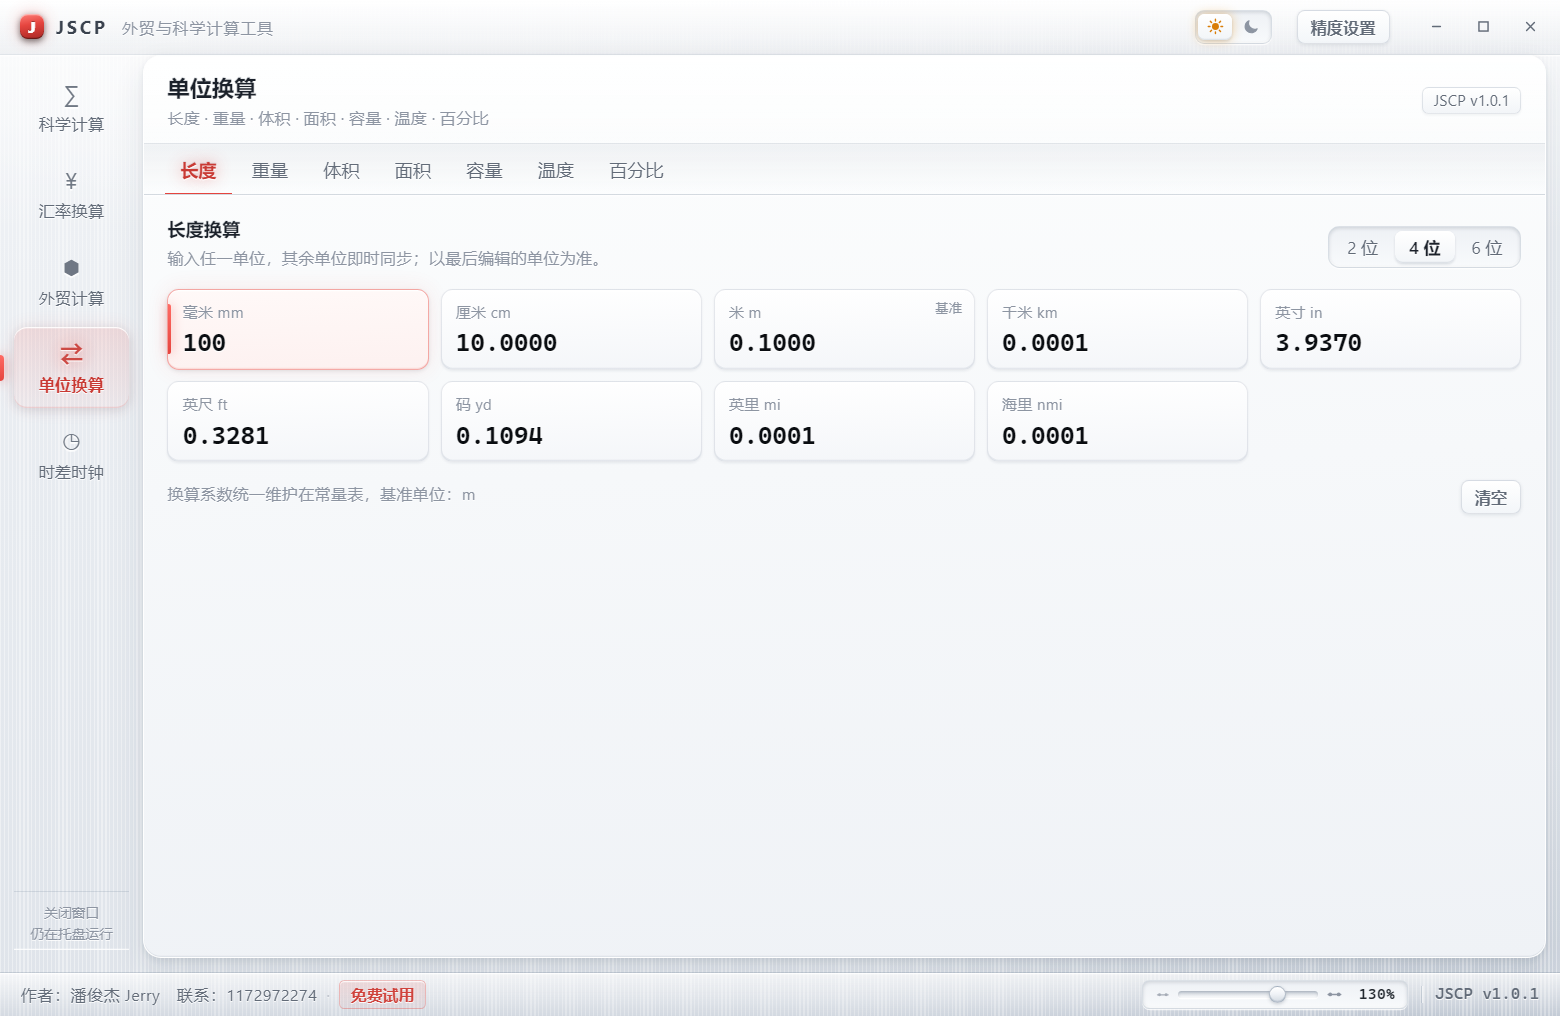 J JSCP 外贸与科学计算工具
精度设置
∑
科学计算
¥
汇率换算
外贸计算
单位换算
时差时钟
关闭窗口
仍在托盘运行
单位换算
长度 · 重量 · 体积 · 面积 · 容量 · 温度 · 百分比
JSCP v1.0.1
长度 重量 体积 面积 容量 温度 百分比
长度换算
输入任一单位，其余单位即时同步；以最后编辑的单位为准。
2 位 4 位 6 位
毫米 mm
100
厘米 cm
10.0000
米 m
基准
0.1000
千米 km
0.0001
英寸 in
3.9370
英尺 ft
0.3281
码 yd
0.1094
英里 mi
0.0001
海里 nmi
0.0001
换算系数统一维护在常量表，基准单位：m
清空
作者：潘俊杰 Jerry 联系：1172972274 · 免费试用
130%
JSCP v1.0.1